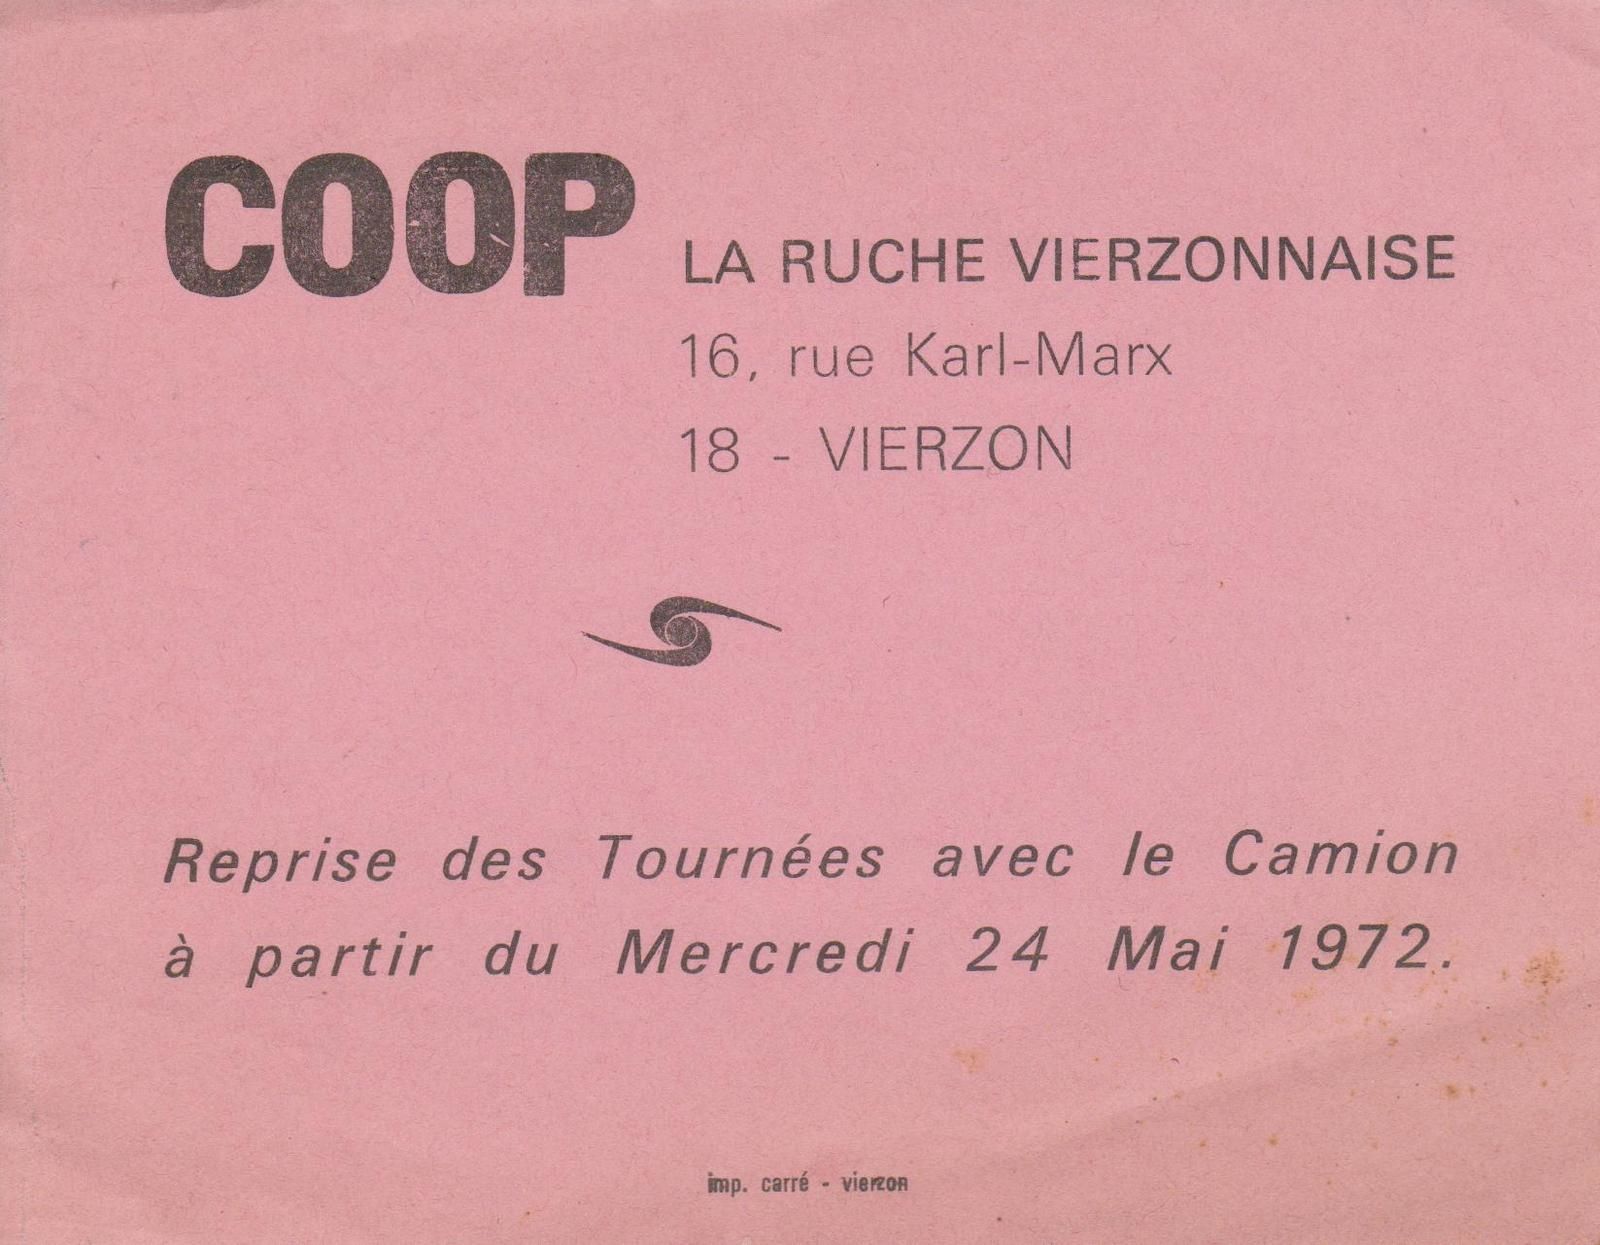 COOP
LA RUCHE VIERZONNAISE
16, rue Karl-Marx
18 - VIERZON
Reprise des Tournées avec le Camion
à partir du Mercredi 24 Mai 1972.
imp. carré - vierzon